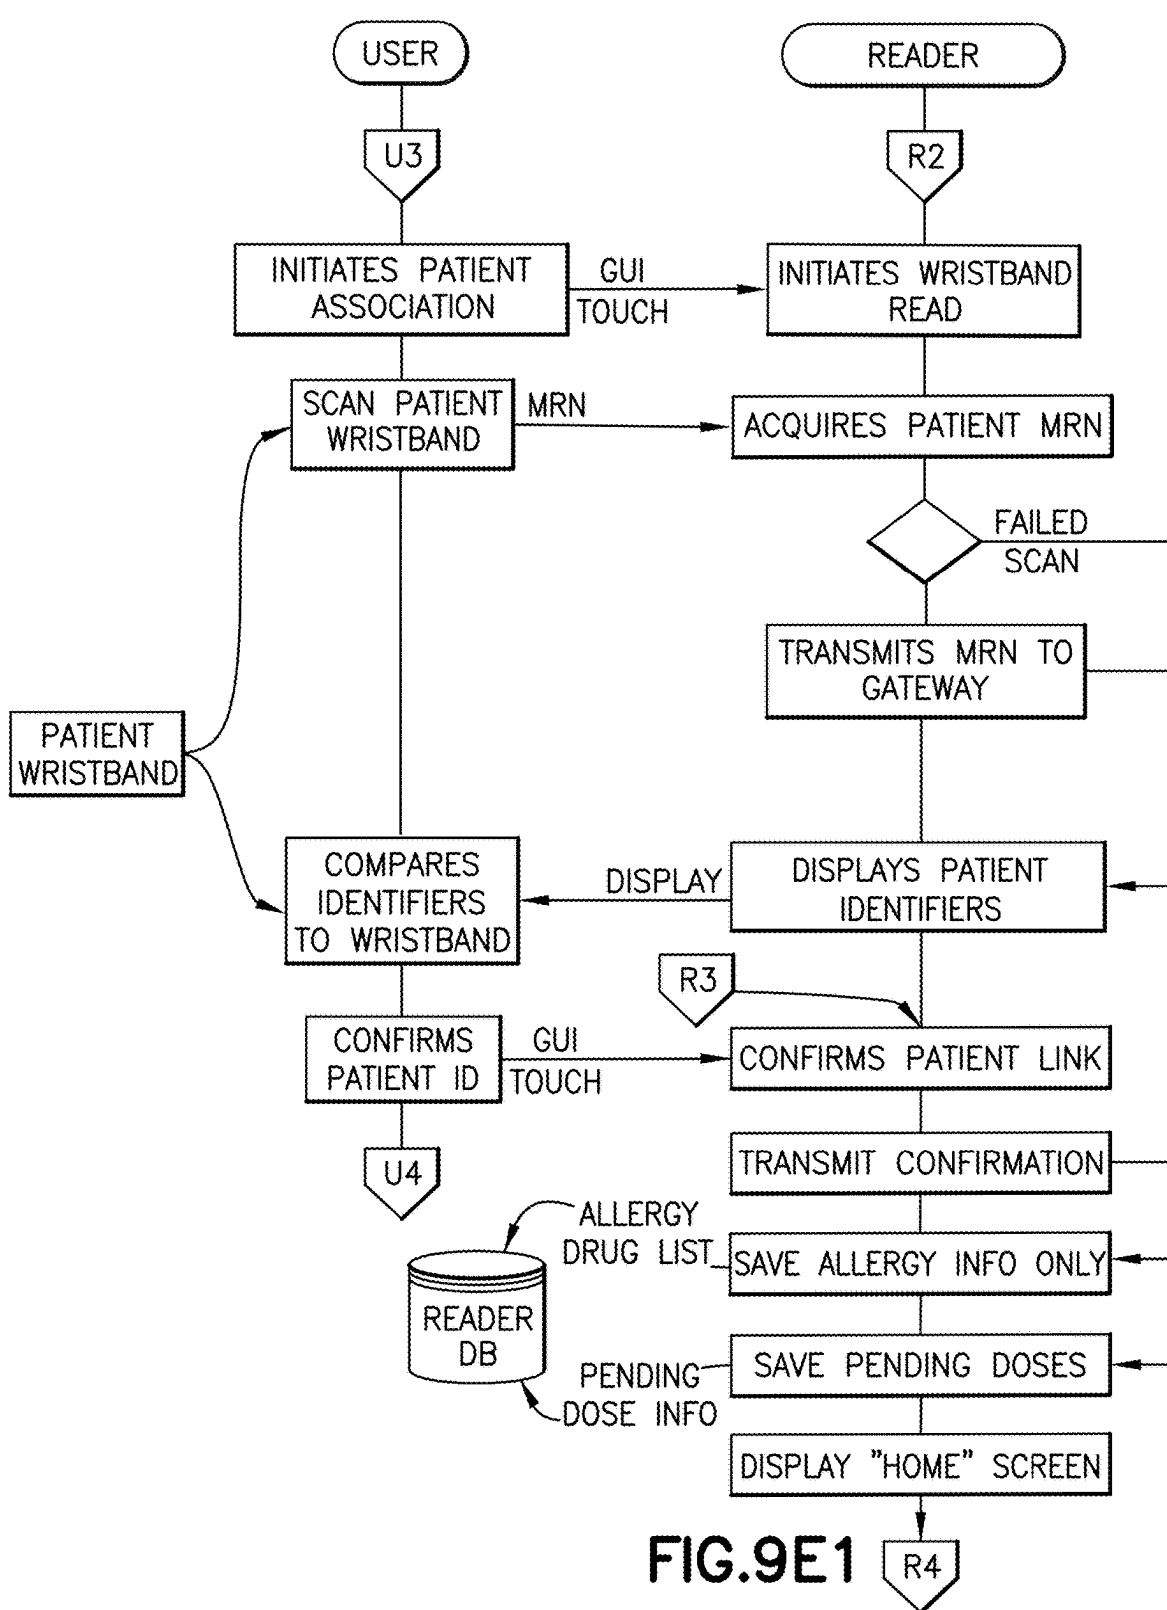 USER
READER
U3
R2
INITIATES PATIENT
ASSOCIATION
GUI
TOUCH
INITIATES WRISTBAND
READ
SCAN PATIENT
WRISTBAND
MRN
ACQUIRES PATIENT MRN
FAILED
SCAN
TRANSMITS MRN TO
GATEWAY
PATIENT
WRISTBAND
COMPARES
IDENTIFIERS
TO WRISTBAND
DISPLAY
DISPLAYS PATIENT
IDENTIFIERS
R3
CONFIRMS
PATIENT ID
GUI
TOUCH
CONFIRMS PATIENT LINK
U4
TRANSMIT CONFIRMATION
ALLERGY
DRUG LIST
SAVE ALLERGY INFO ONLY
READER
DB
PENDING
DOSE INFO
SAVE PENDING DOSES
DISPLAY "HOME" SCREEN
FIG.9E1
R4